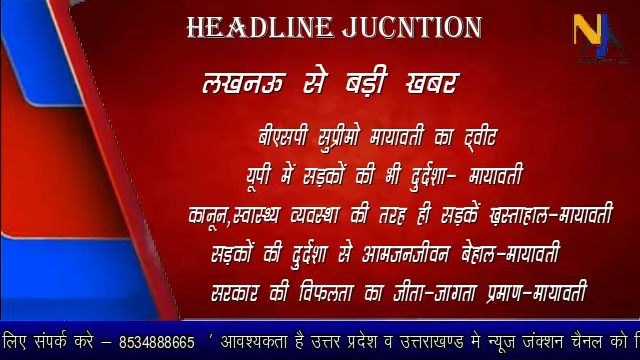 HEADLINE JUCNTION
NJ
लखनऊ से बड़ी खबर
बीएसपी सुप्रीमो मायावती का ट्वीट
यूपी में सड़कों की भी दुर्दशा- मायावती
कानून,स्वास्थ्य व्यवस्था की तरह ही सड़कें ख़स्ताहाल-मायावती
सड़कों की दुर्दशा से आमजनजीवन बेहाल-मायावती
सरकार की विफलता का जीता-जागता प्रमाण-मायावती
लिए संपर्क करे – 8534888665 ’ आवश्यकता है उत्तर प्रदेश व उत्तराखण्ड मे न्यूज जंक्शन चैनल को